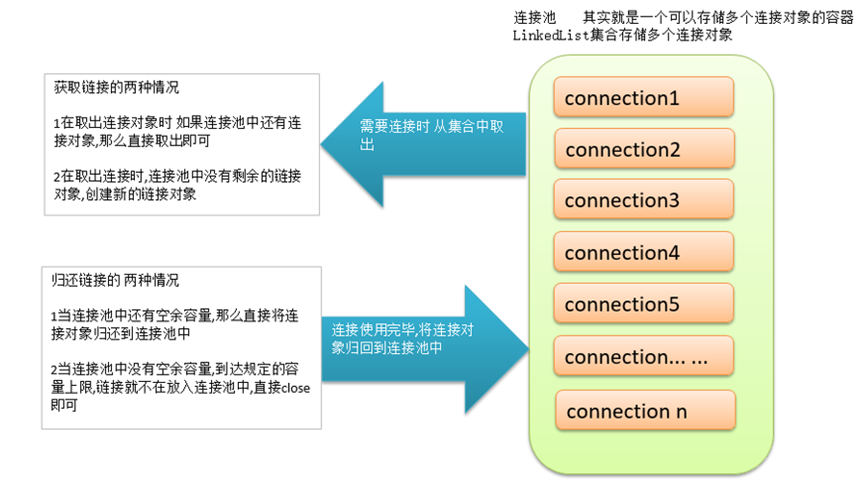 连接池    其实就是一个可以存储多个连接对象的容器
LinkedList集合存储多个连接对象
获取链接的两种情况
1在取出连接对象时 如果连接池中还有连
接对象,那么直接取出即可
2在取出连接时,连接池中没有剩余的链接
对象,创建新的链接对象
需要连接时 从集合中取
出
connection1
connection2
connection3
connection4
connection5
connection... ...
connection n
归还链接的 两种情况
1当连接池中还有空余容量,那么直接将连
接对象归还到连接池中
2当连接池中没有空余容量,到达规定的容
量上限,链接就不在放入连接池中,直接close
即可
连接使用完毕,将连接对
象归回到连接池中